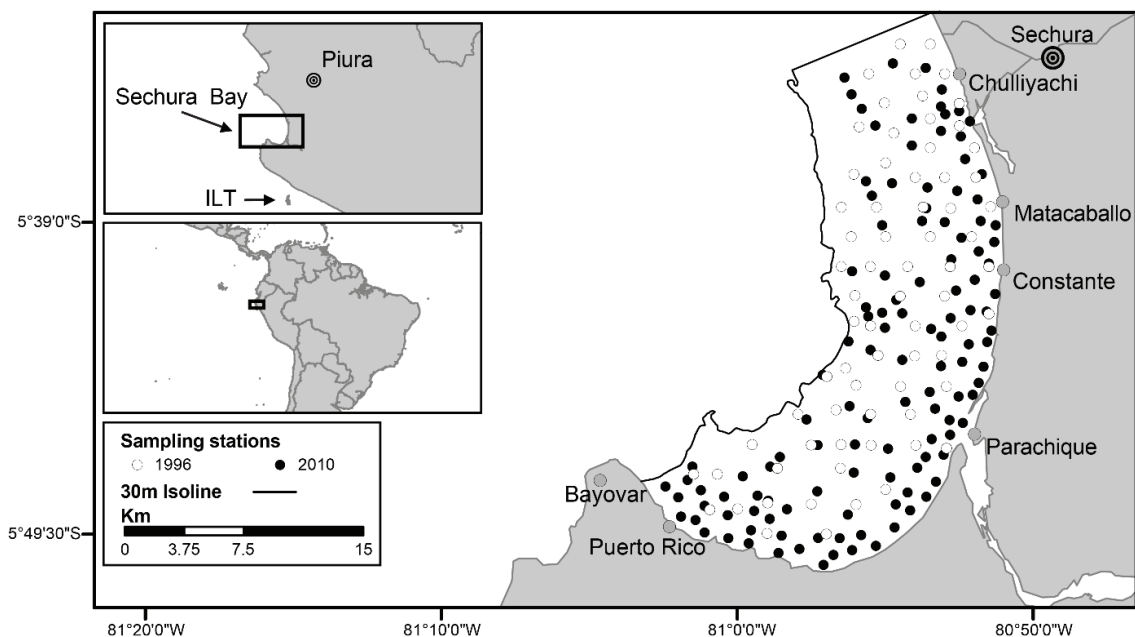 Piura
Sechura Bay
ILT
Sechura
Chulliyachi
5°39'0"S
Matacaballo
Constante
Sampling stations
1996
2010
30m Isoline
Km
0 3.75 7.5 15
Parachique
Bayovar
Puerto Rico
5°49'30"S
81°20'0"W 81°10'0"W 81°0'0"W 80°50'0"W